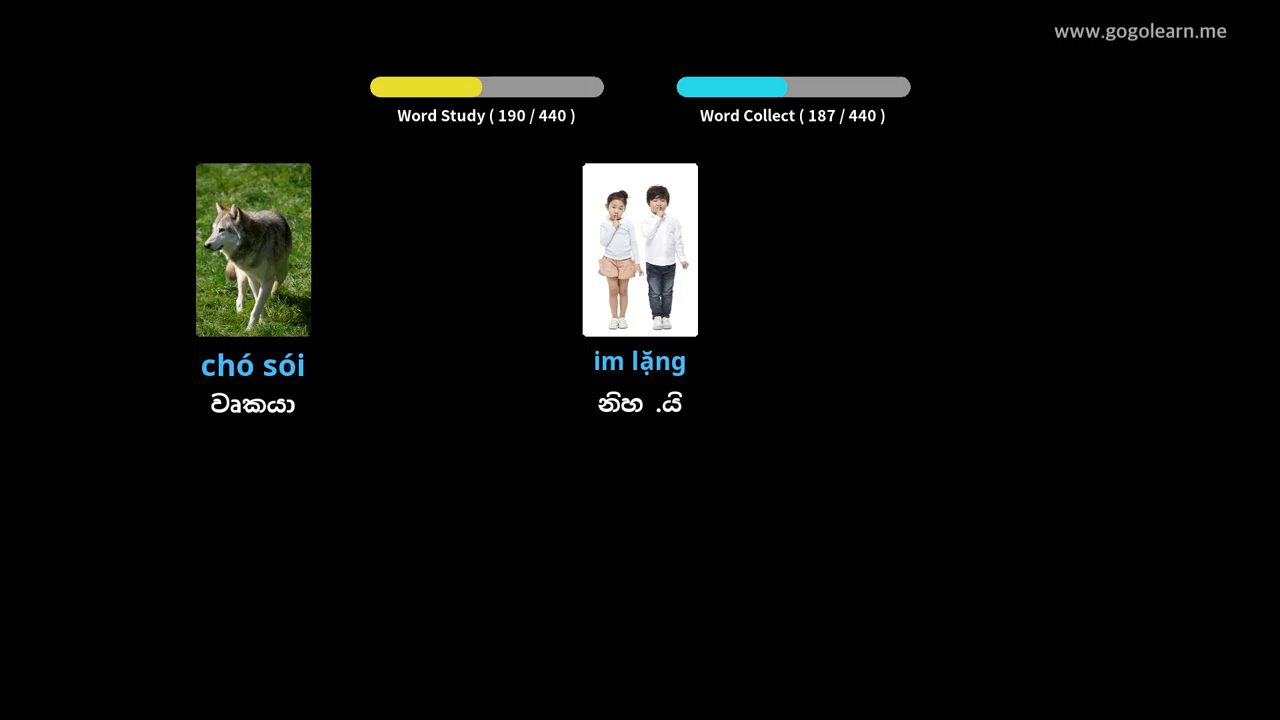 www.gogolearn.me
Word Study ( 190 / 440 )
Word Collect ( 187 / 440 )
chó sói
වෘකයා
im lặng
නිහ .යි